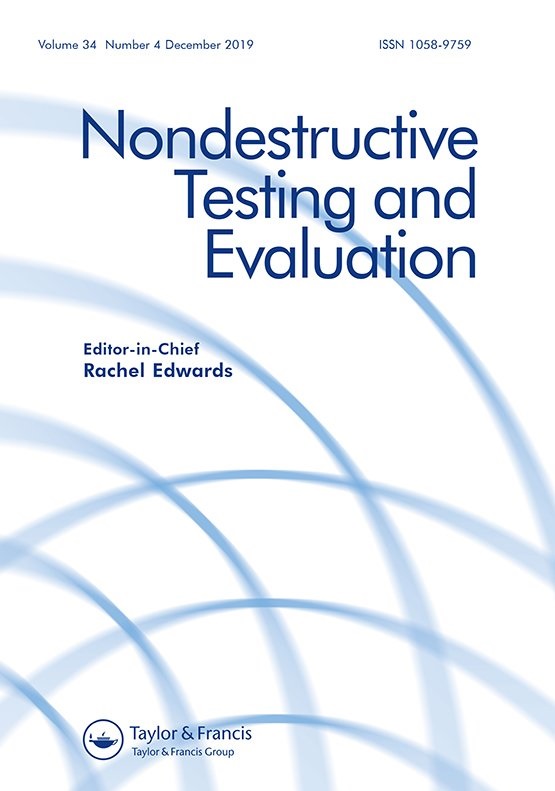 Volume 34 Number 4 December 2019 ISSN 1058-9759
Nondestructive
Testing and
Evaluation
Editor-in-Chief
Rachel Edwards
Taylor & Francis
Taylor & Francis Group